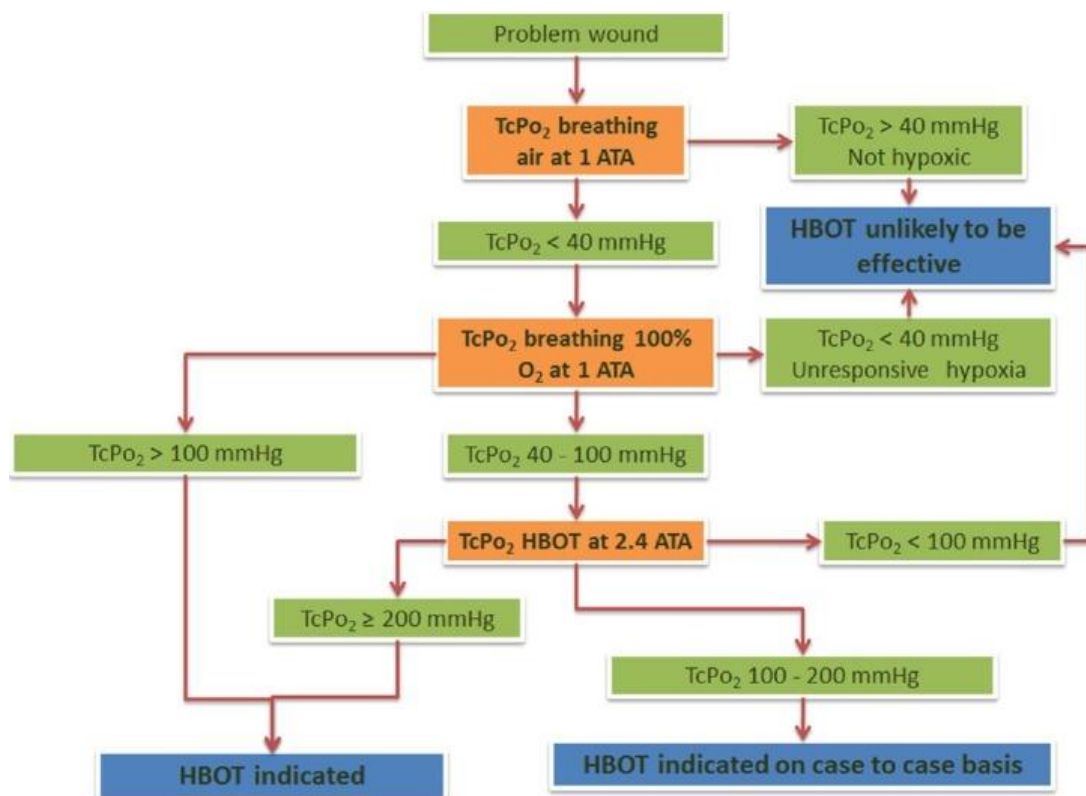 Problem wound
TcPo₂ breathing
air at 1 ATA
TcPo₂ > 40 mmHg
Not hypoxic
TcPo₂ < 40 mmHg
HBOT unlikely to be
effective
TcPo₂ breathing 100%
O₂ at 1 ATA
TcPo₂ < 40 mmHg
Unresponsive hypoxia
TcPo₂ > 100 mmHg
TcPo₂ 40 - 100 mmHg
TcPo₂ HBOT at 2.4 ATA
TcPo₂ < 100 mmHg
TcPo₂ ≥ 200 mmHg
TcPo₂ 100 - 200 mmHg
HBOT indicated
HBOT indicated on case to case basis